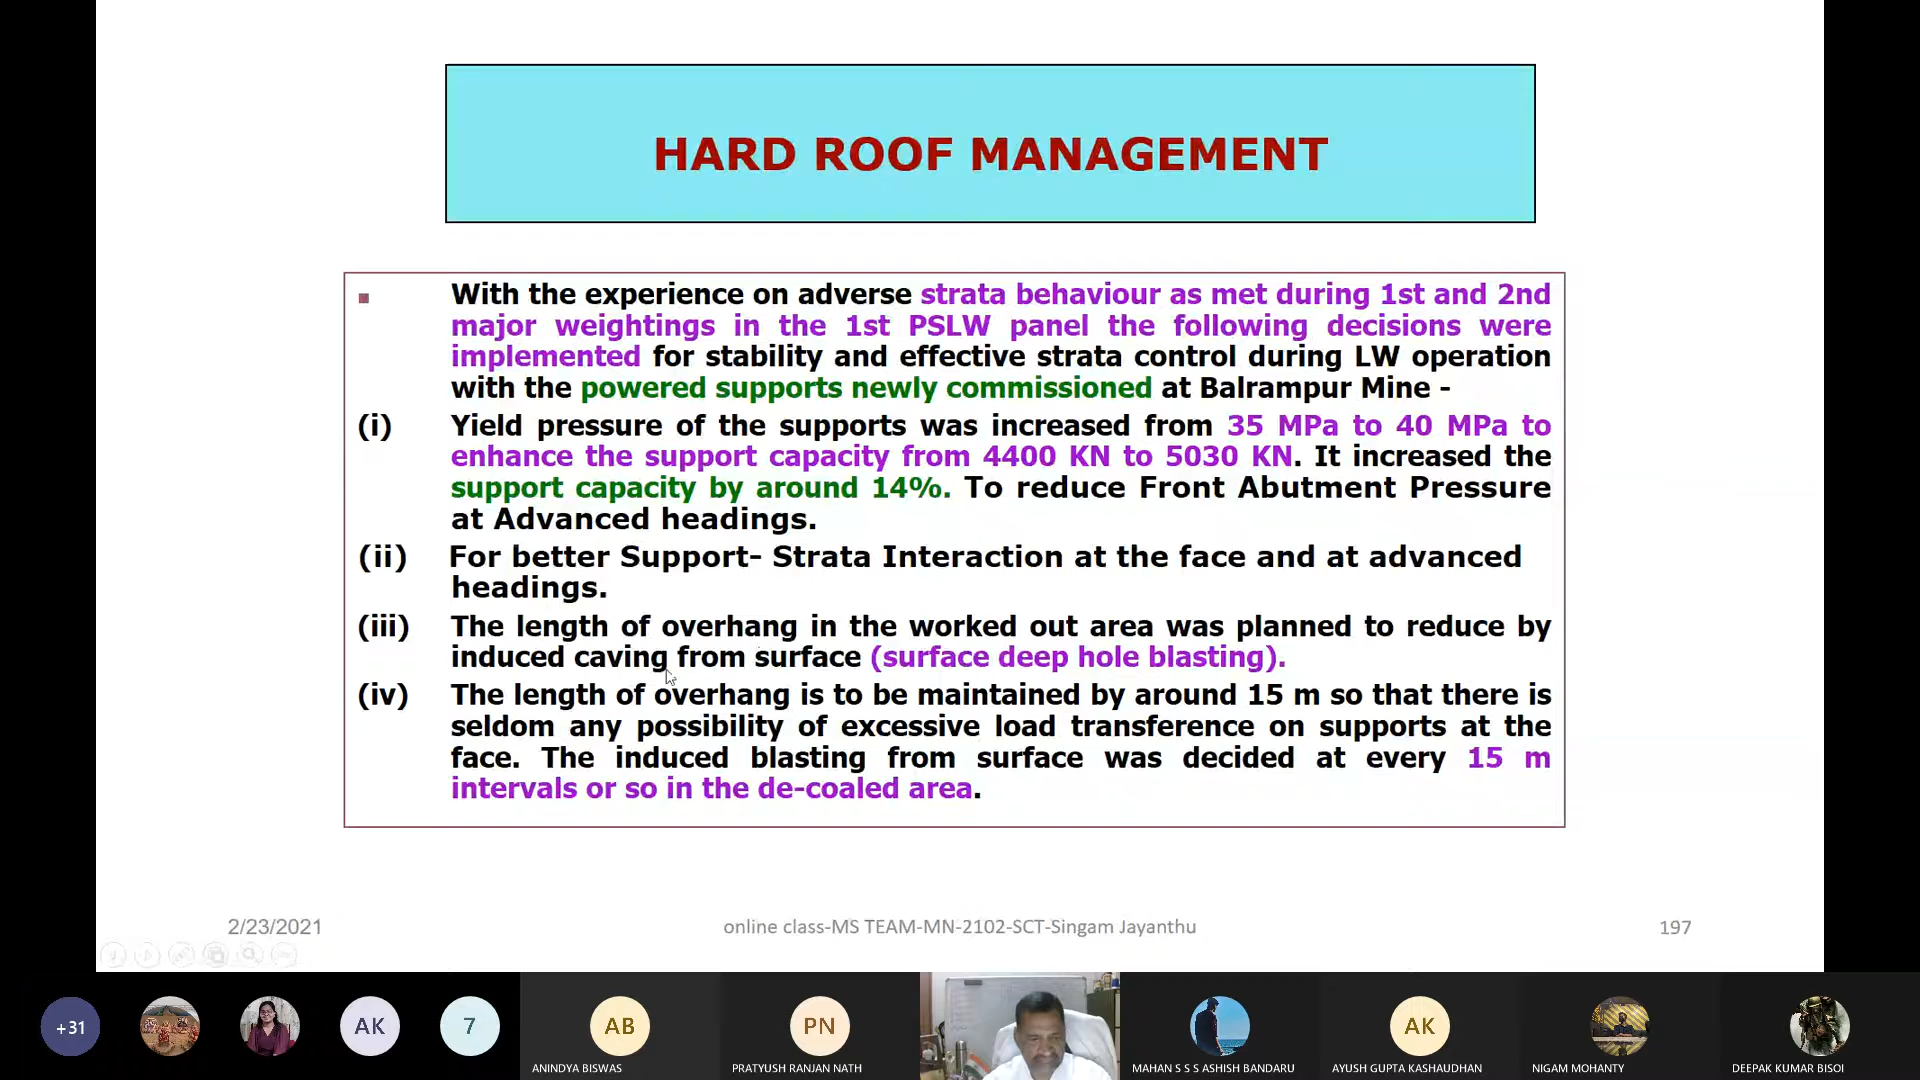 HARD ROOF MANAGEMENT
With the experience on adverse strata behaviour as met during 1st and 2nd
major weightings in the 1st PSLW panel the following decisions were
implemented for stability and effective strata control during LW operation
with the powered supports newly commissioned at Balrampur Mine -
(i) Yield pressure of the supports was increased from 35 MPa to 40 MPa to
enhance the support capacity from 4400 KN to 5030 KN. It increased the
support capacity by around 14%. To reduce Front Abutment Pressure
at Advanced headings.
(ii) For better Support- Strata Interaction at the face and at advanced
headings.
(iii) The length of overhang in the worked out area was planned to reduce by
induced caving from surface (surface deep hole blasting).
(iv) The length of overhang is to be maintained by around 15 m so that there is
seldom any possibility of excessive load transference on supports at the
face. The induced blasting from surface was decided at every 15 m
intervals or so in the de-coaled area.
2/23/2021 online class-MS TEAM-MN-2102-SCT-Singam Jayanthu 197
+31 AK 7 AB PN AK
ANINDYA BISWAS PRATYUSH RANJAN NATH MAHAN S S S ASHISH BANDARU AYUSH GUPTA KASHAUDHAN NIGAM MOHANTY DEEPAK KUMAR BISOI